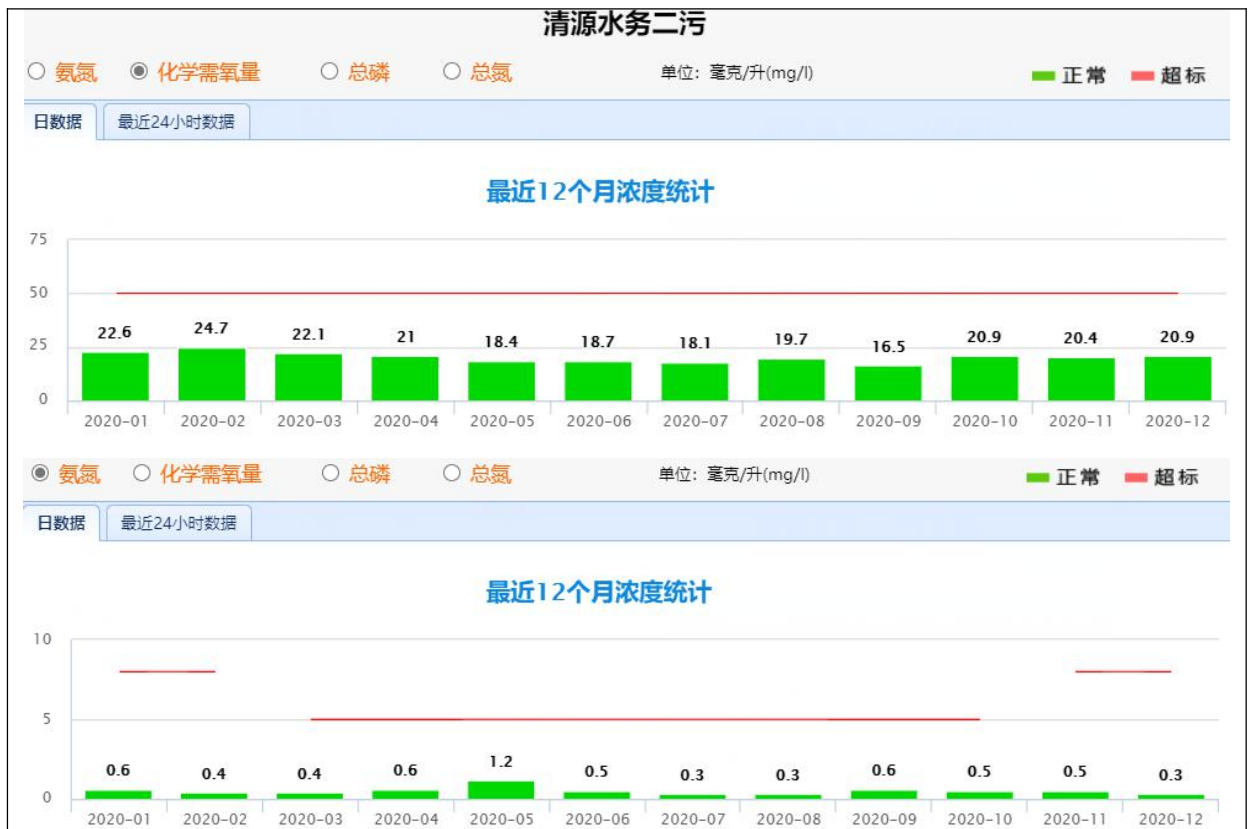 清源水务二污
氨氮 化学需氧量 总磷 总氮 单位：毫克/升(mg/l) 正常 超标
日数据 最近24小时数据
最近12个月浓度统计
75
50
22.6 24.7 22.1 21 18.4 18.7 18.1 19.7 16.5 20.9 20.4 20.9
25
0
2020-01 2020-02 2020-03 2020-04 2020-05 2020-06 2020-07 2020-08 2020-09 2020-10 2020-11 2020-12
氨氮 化学需氧量 总磷 总氮 单位：毫克/升(mg/l) 正常 超标
日数据 最近24小时数据
最近12个月浓度统计
10
5
0.6 0.4 0.4 0.6 1.2 0.5 0.3 0.3 0.6 0.5 0.5 0.3
0
2020-01 2020-02 2020-03 2020-04 2020-05 2020-06 2020-07 2020-08 2020-09 2020-10 2020-11 2020-12